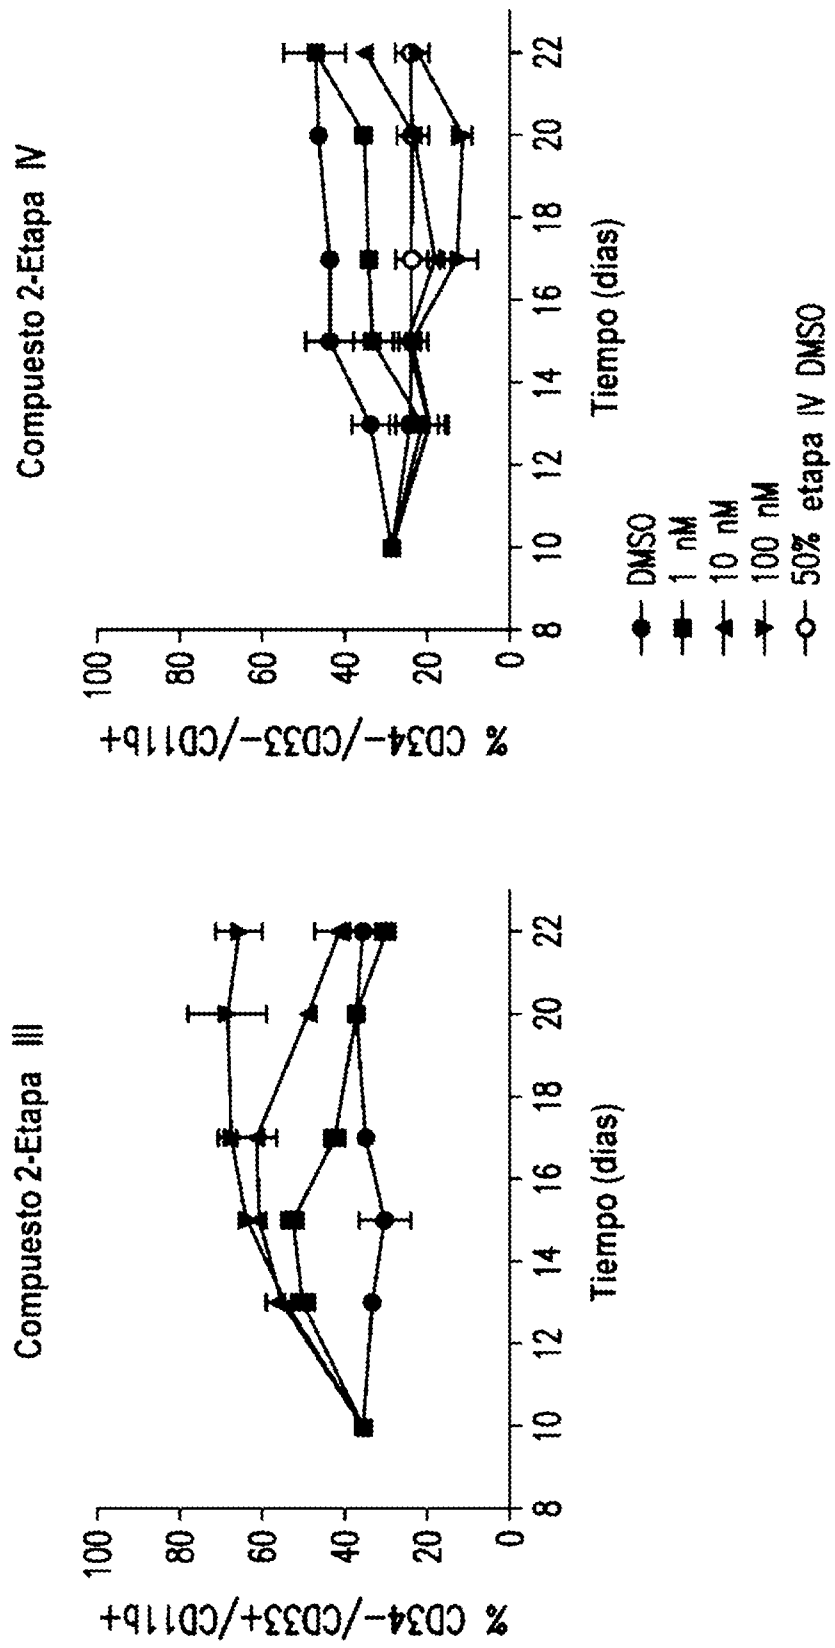 Compuesto 2-Etapa III
% CD34-/CD33+/CD11b+
100
80
60
40
20
0
8
10
12
14
16
18
20
22
Tiempo (días)
Compuesto 2-Etapa IV
% CD34-/CD33-/CD11b+
100
80
60
40
20
0
8
10
12
14
16
18
20
22
Tiempo (días)
DMSO
1 nM
10 nM
100 nM
50% etapa IV DMSO